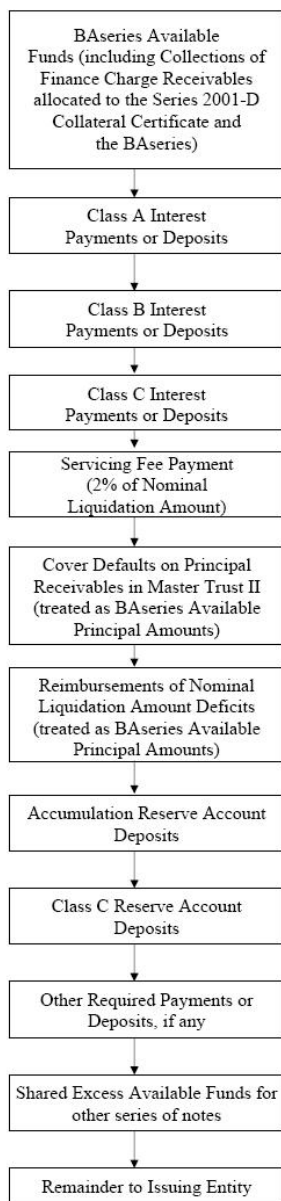 BAseries Available
Funds (including Collections of
Finance Charge Receivables
allocated to the Series 2001-D
Collateral Certificate and
the BAseries)
Class A Interest
Payments or Deposits
Class B Interest
Payments or Deposits
Class C Interest
Payments or Deposits
Servicing Fee Payment
(2% of Nominal
Liquidation Amount)
Cover Defaults on Principal
Receivables in Master Trust II
(treated as BAseries Available
Principal Amounts)
Reimbursements of Nominal
Liquidation Amount Deficits
(treated as BAseries Available
Principal Amounts)
Accumulation Reserve Account
Deposits
Class C Reserve Account
Deposits
Other Required Payments or
Deposits, if any
Shared Excess Available Funds for
other series of notes
Remainder to Issuing Entity